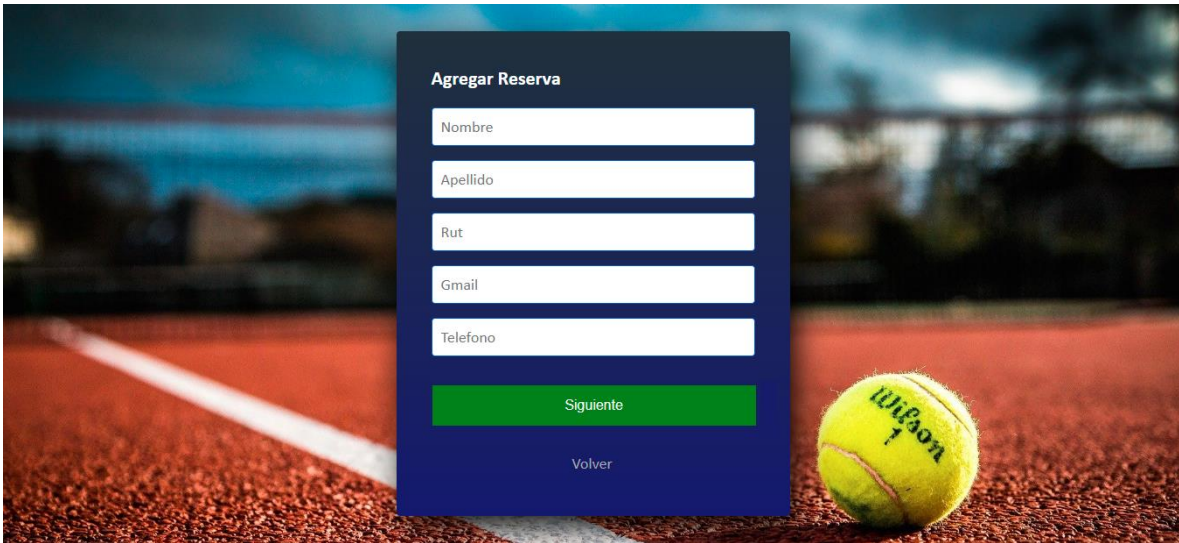 Agregar Reserva
Nombre
Apellido
Rut
Gmail
Telefono
Siguiente
Volver
Wilson
1